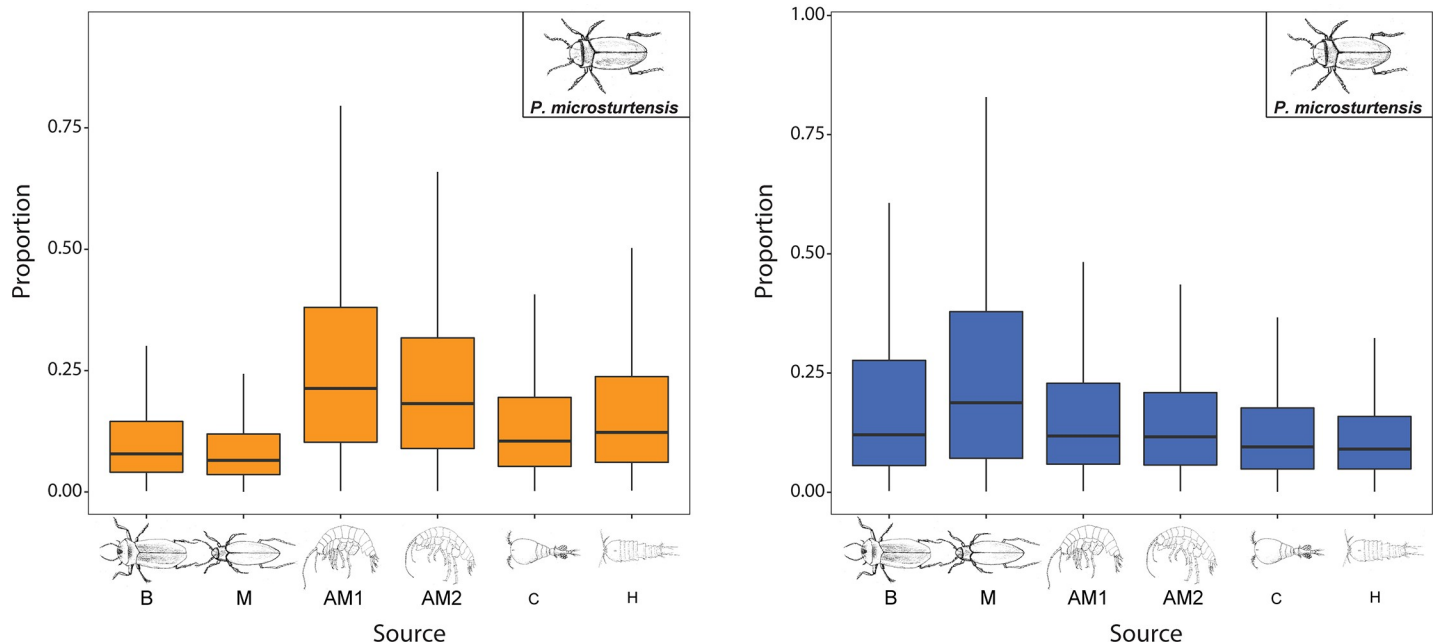 P. microsturtensis
0.75
0.50
0.25
0.00
Proportion
B M AM1 AM2 C H
Source
P. microsturtensis
1.00
0.75
0.50
0.25
0.00
Proportion
B M AM1 AM2 C H
Source